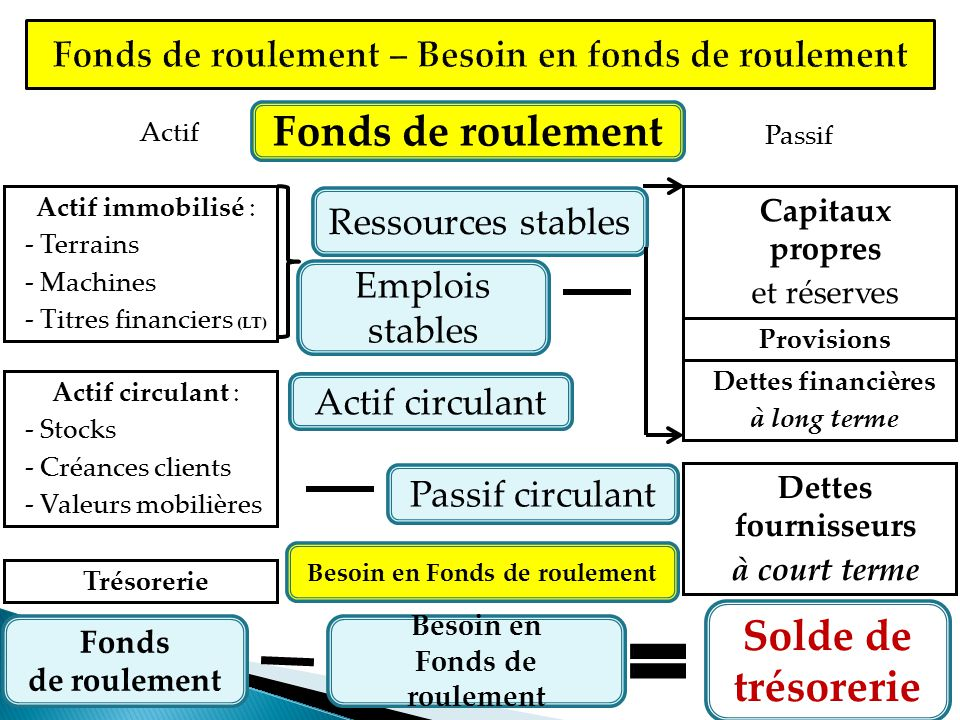 Fonds de roulement – Besoin en fonds de roulement
Actif
Fonds de roulement
Passif
Actif immobilisé :
- Terrains
- Machines
- Titres financiers (LT)
Ressources stables
Emplois
stables
Capitaux
propres
et réserves
Provisions
Dettes financières
à long terme
Actif circulant :
- Stocks
- Créances clients
- Valeurs mobilières
Actif circulant
Passif circulant
Dettes
fournisseurs
à court terme
Trésorerie
Besoin en Fonds de roulement
Fonds
de roulement
Besoin en
Fonds de
roulement
Solde de
trésorerie